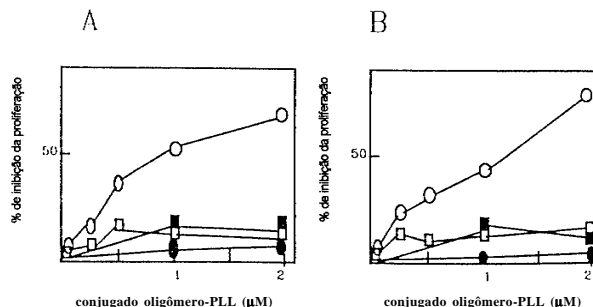 A
B
% de inibição da proliferação
50
1
2
conjugado oligômero-PLL (µM)
% de inibição da proliferação
50
1
2
conjugado oligômero-PLL (µM)